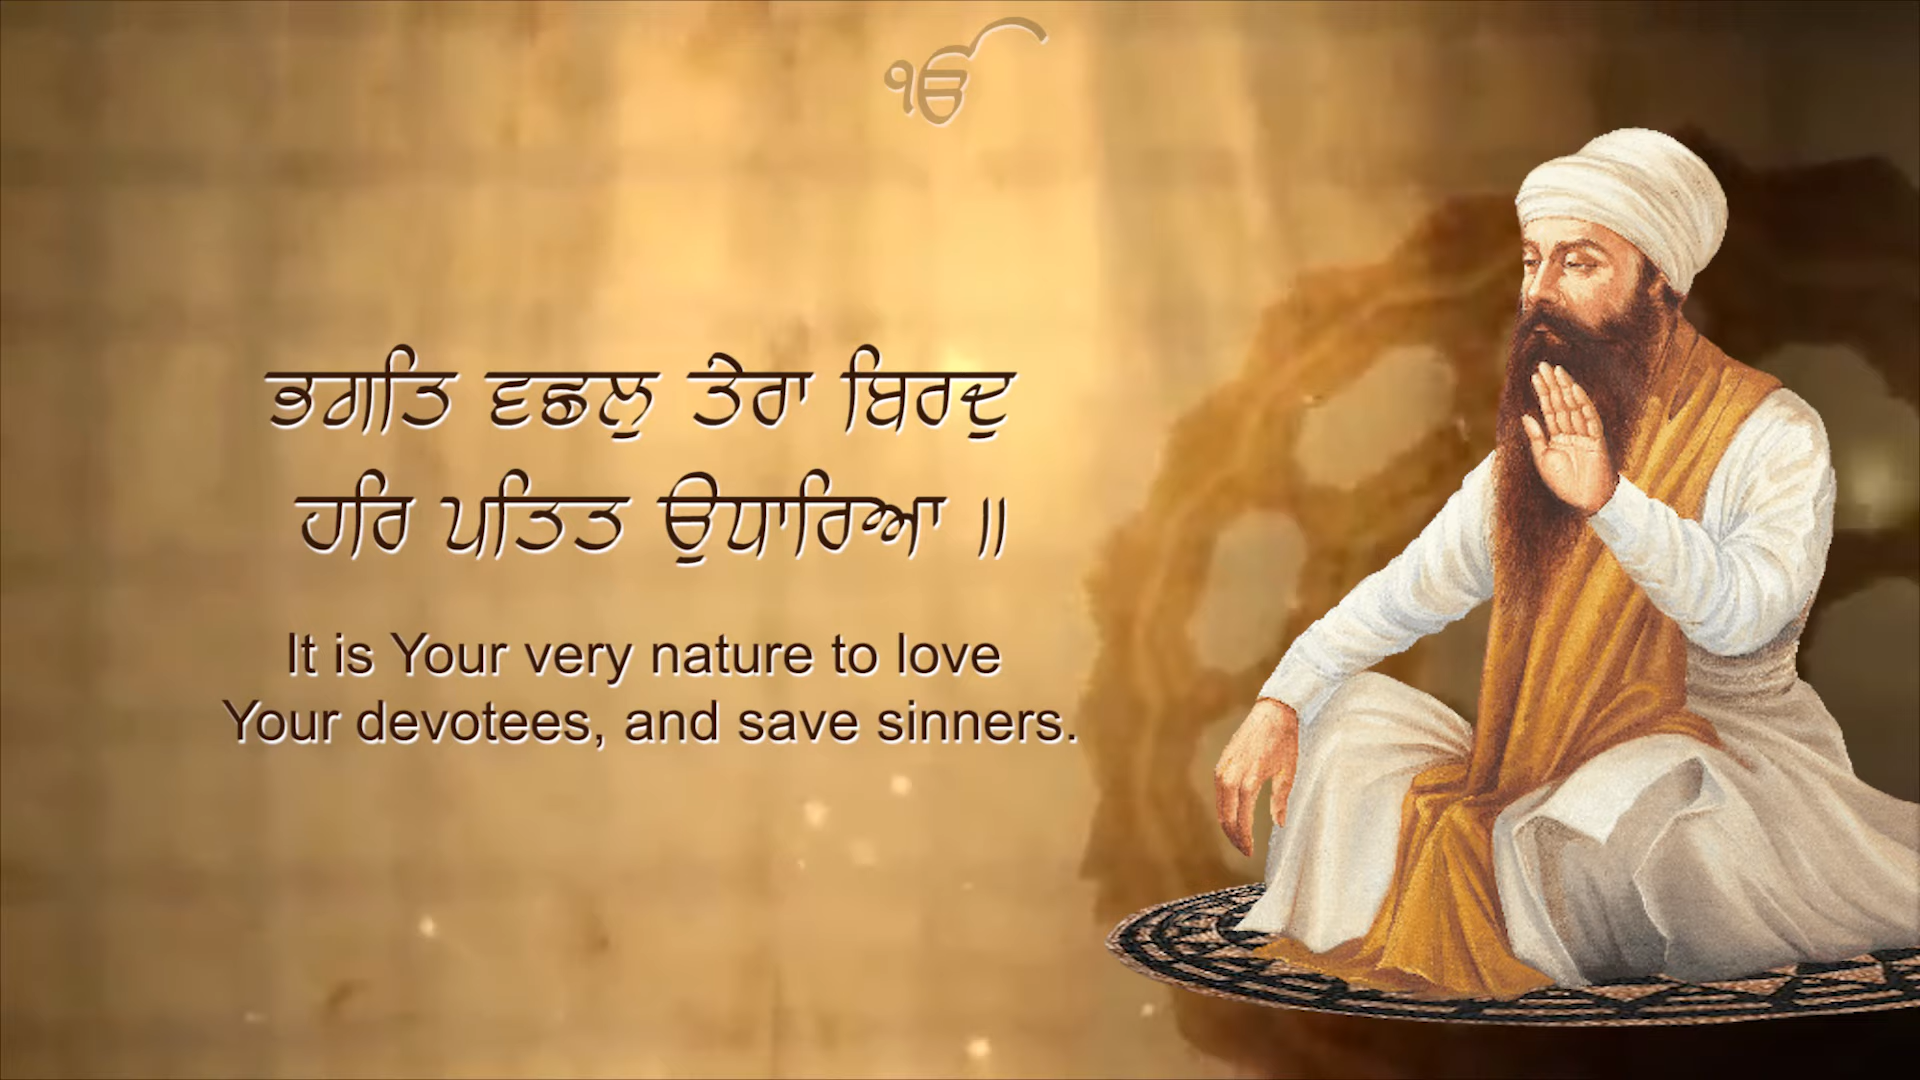 ੴ
ਭਗਤਿ ਵਛਲੁ ਤੇਰਾ ਬਿਰਦੁ
ਹਰਿ ਪਤਿਤ ਉਧਾਰਿਆ ॥
It is Your very nature to love
Your devotees, and save sinners.